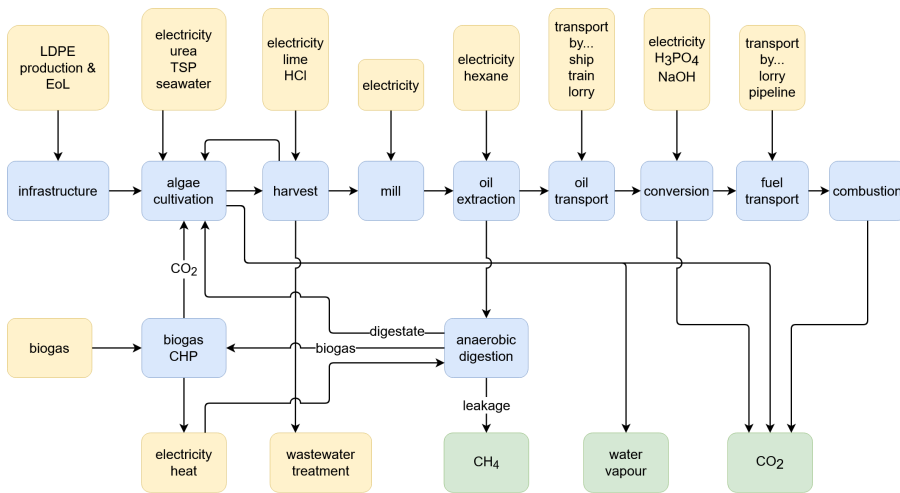 LDPE
production &
EoL
electricity
urea
TSP
seawater
electricity
lime
HCl
electricity
electricity
hexane
transport
by...
ship
train
lorry
electricity
H3PO4
NaOH
transport
by...
lorry
pipeline
infrastructure
algae
cultivation
harvest
mill
oil
extraction
oil
transport
conversion
fuel
transport
combustion
CO2
biogas
biogas
CHP
digestate
biogas
anaerobic
digestion
leakage
electricity
heat
wastewater
treatment
CH4
water
vapour
CO2